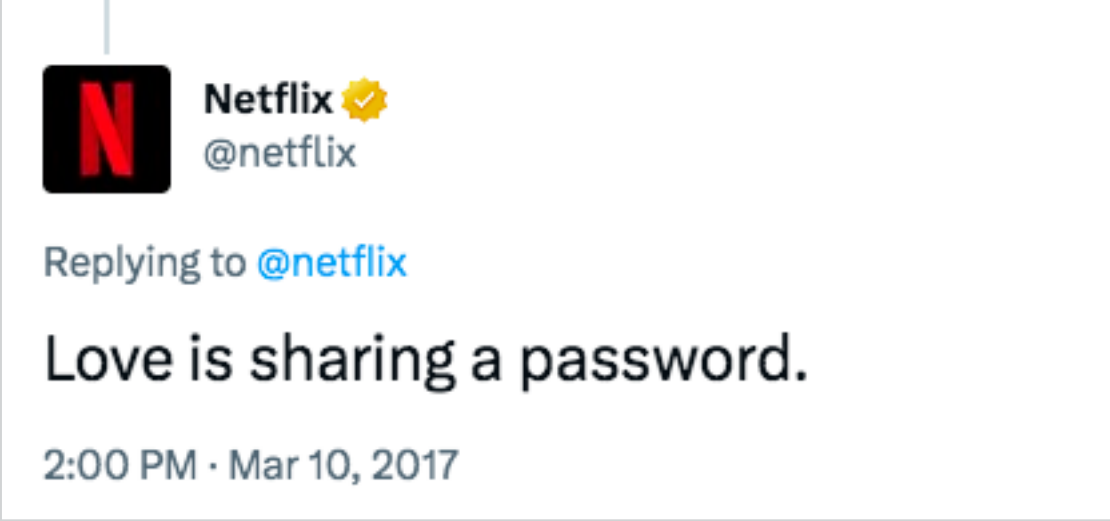 N
Netflix
@netflix
Replying to @netflix
Love is sharing a password.
2:00 PM · Mar 10, 2017